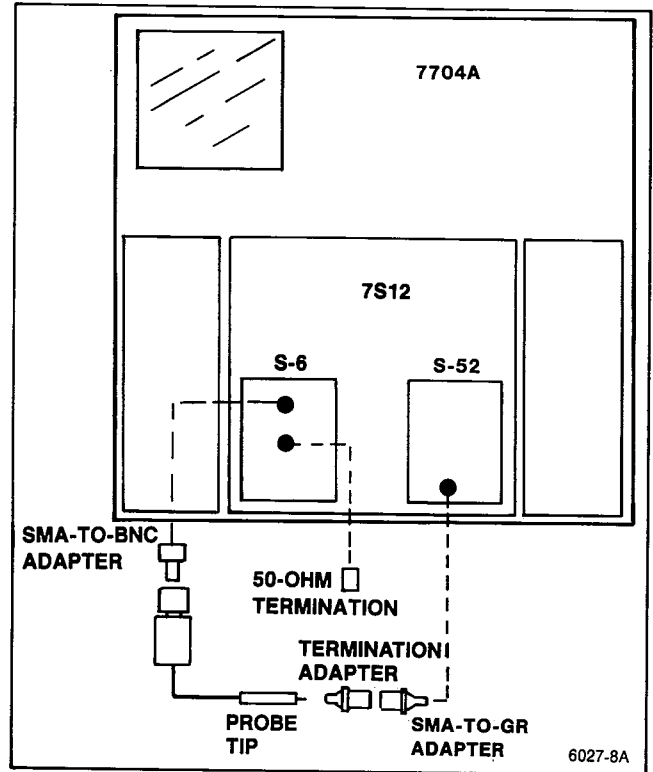 7704A
7S12
S-6
S-52
SMA-TO-BNC
ADAPTER
50-OHM
TERMINATION
TERMINATION
ADAPTER
PROBE
TIP
SMA-TO-GR
ADAPTER
6027-8A